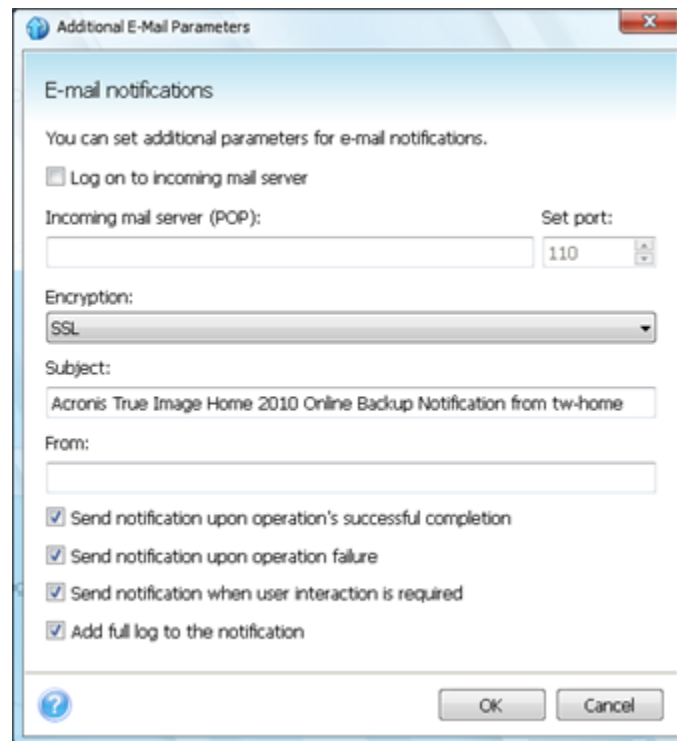 Additional E-Mail Parameters
E-mail notifications
You can set additional parameters for e-mail notifications.
Log on to incoming mail server
Incoming mail server (POP): Set port:
110
Encryption:
SSL
Subject:
Acronis True Image Home 2010 Online Backup Notification from tw-home
From:
Send notification upon operation's successful completion
Send notification upon operation failure
Send notification when user interaction is required
Add full log to the notification
OK Cancel